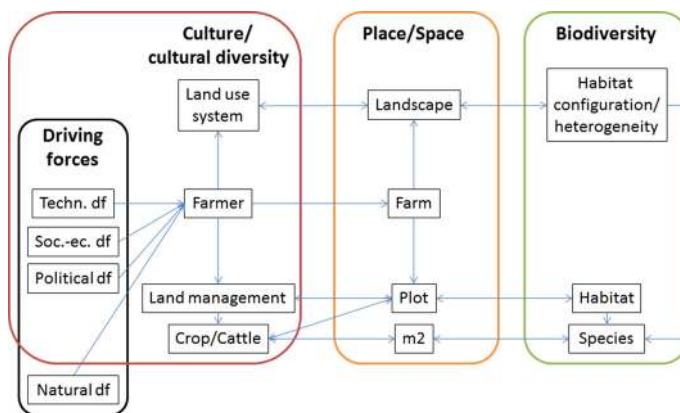 Culture/
cultural diversity
Place/Space
Biodiversity
Land use
system
Landscape
Habitat
configuration/
heterogeneity
Driving
forces
Techn. df
Farmer
Farm
Soc.-ec. df
Political df
Land management
Plot
Habitat
Crop/Cattle
m2
Species
Natural df